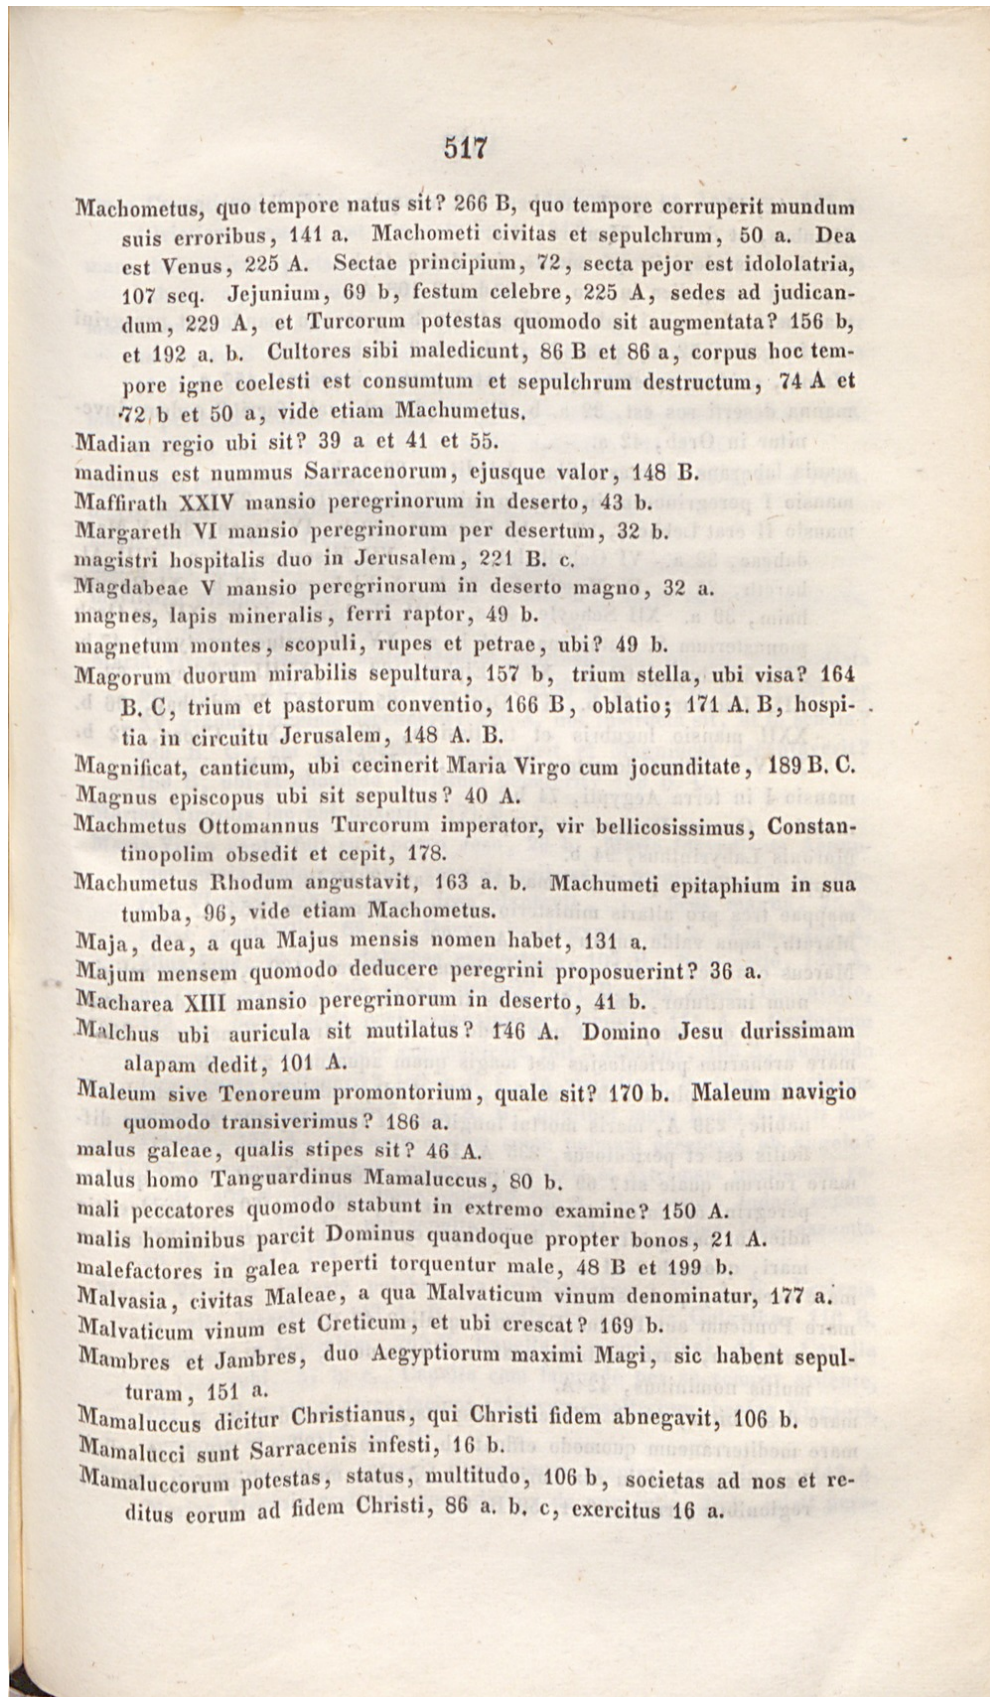 517
Machometus, quo tempore natus sit? 266 B, quo tempore corruperit mundum
suis erroribus, 141 a. Machometi civitas et sepulchrum, 50 a. Dea
est Venus, 225 A. Sectae principium, 72, secta pejor est idololatria,
107 seq. Jejunium, 69 b, festum celebre, 225 A, sedes ad judican-
dum, 229 A, et Turcorum potestas quomodo sit augmentata? 156 b,
et 192 a. b. Cultores sibi maledicunt, 86 B et 86 a, corpus hoc tem-
pore igne coelesti est consumtum et sepulchrum destructum, 74 A et
72 b et 50 a, vide etiam Machumetus.
Madian regio ubi sit? 39 a et 41 et 55.
madinus est nummus Sarracenorum, ejusque valor, 148 B.
Maffirath XXIV mansio peregrinorum in deserto, 43 b.
Margareth VI mansio peregrinorum per desertum, 32 b.
magistri hospitalis duo in Jerusalem, 221 B. c.
Magdabeae V mansio peregrinorum in deserto magno, 32 a.
magnes, lapis mineralis, ferri raptor, 49 b.
magnetum montes, scopuli, rupes et petrae, ubi? 49 b.
Magorum duorum mirabilis sepultura, 157 b, trium stella, ubi visa? 164
B. C, trium et pastorum conventio, 166 B, oblatio; 171 A. B, hospi-
tia in circuitu Jerusalem, 148 A. B.
Magnificat, canticum, ubi cecinerit Maria Virgo cum jocunditate, 189 B. C.
Magnus episcopus ubi sit sepultus? 40 A.
Machmetus Ottomannus Turcorum imperator, vir bellicosissimus, Constan-
tinopolim obsedit et cepit, 178.
Machumetus Rhodum angustavit, 163 a. b. Machumeti epitaphium in sua
tumba, 96, vide etiam Machometus.
Maja, dea, a qua Majus mensis nomen habet, 131 a.
Majum mensem quomodo deducere peregrini proposuerint? 36 a.
Macharea XIII mansio peregrinorum in deserto, 41 b.
Malchus ubi auricula sit mutilatus? 146 A. Domino Jesu durissimam
alapam dedit, 101 A.
Maleum sive Tenoreum promontorium, quale sit? 170 b. Maleum navigio
quomodo transiverimus? 186 a.
malus galeae, qualis stipes sit? 46 A.
malus homo Tanguardinus Mamaluccus, 80 b.
mali peccatores quomodo stabunt in extremo examine? 150 A.
malis hominibus parcit Dominus quandoque propter bonos, 21 A.
malefactores in galea reperti torquentur male, 48 B et 199 b.
Malvasia, civitas Maleae, a qua Malvaticum vinum denominatur, 177 a.
Malvaticum vinum est Creticum, et ubi crescat? 169 b.
Mambres et Jambres, duo Aegyptiorum maximi Magi, sic habent sepul-
turam, 151 a.
Mamaluccus dicitur Christianus, qui Christi fidem abnegavit, 106 b.
Mamalucci sunt Sarracenis infesti, 16 b.
Mamaluccorum potestas, status, multitudo, 106 b, societas ad nos et re-
ditus eorum ad fidem Christi, 86 a. b. c, exercitus 16 a.